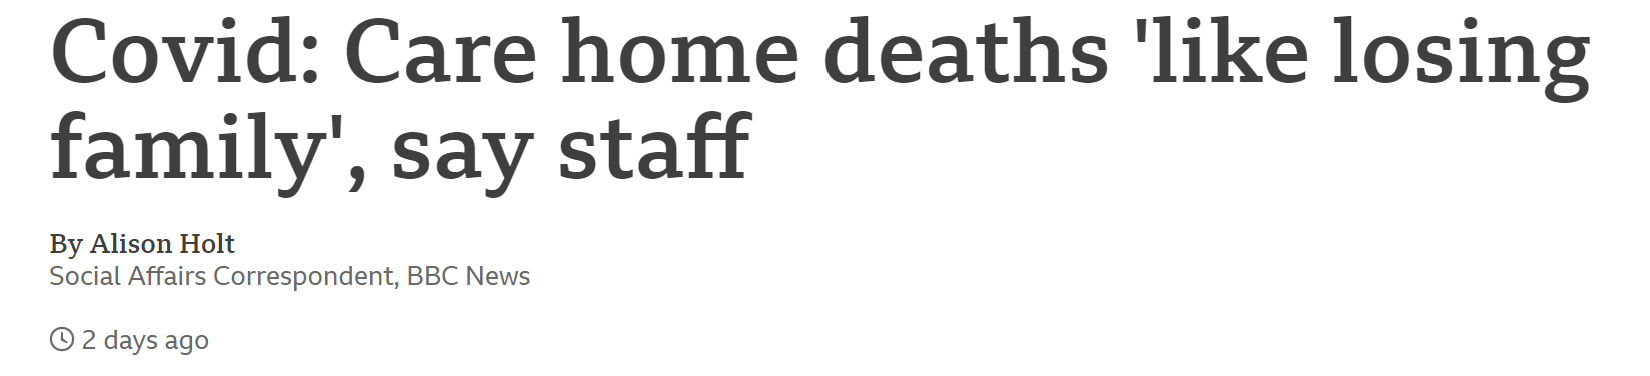 Covid: Care home deaths 'like losing
family', say staff
By Alison Holt
Social Affairs Correspondent, BBC News
2 days ago